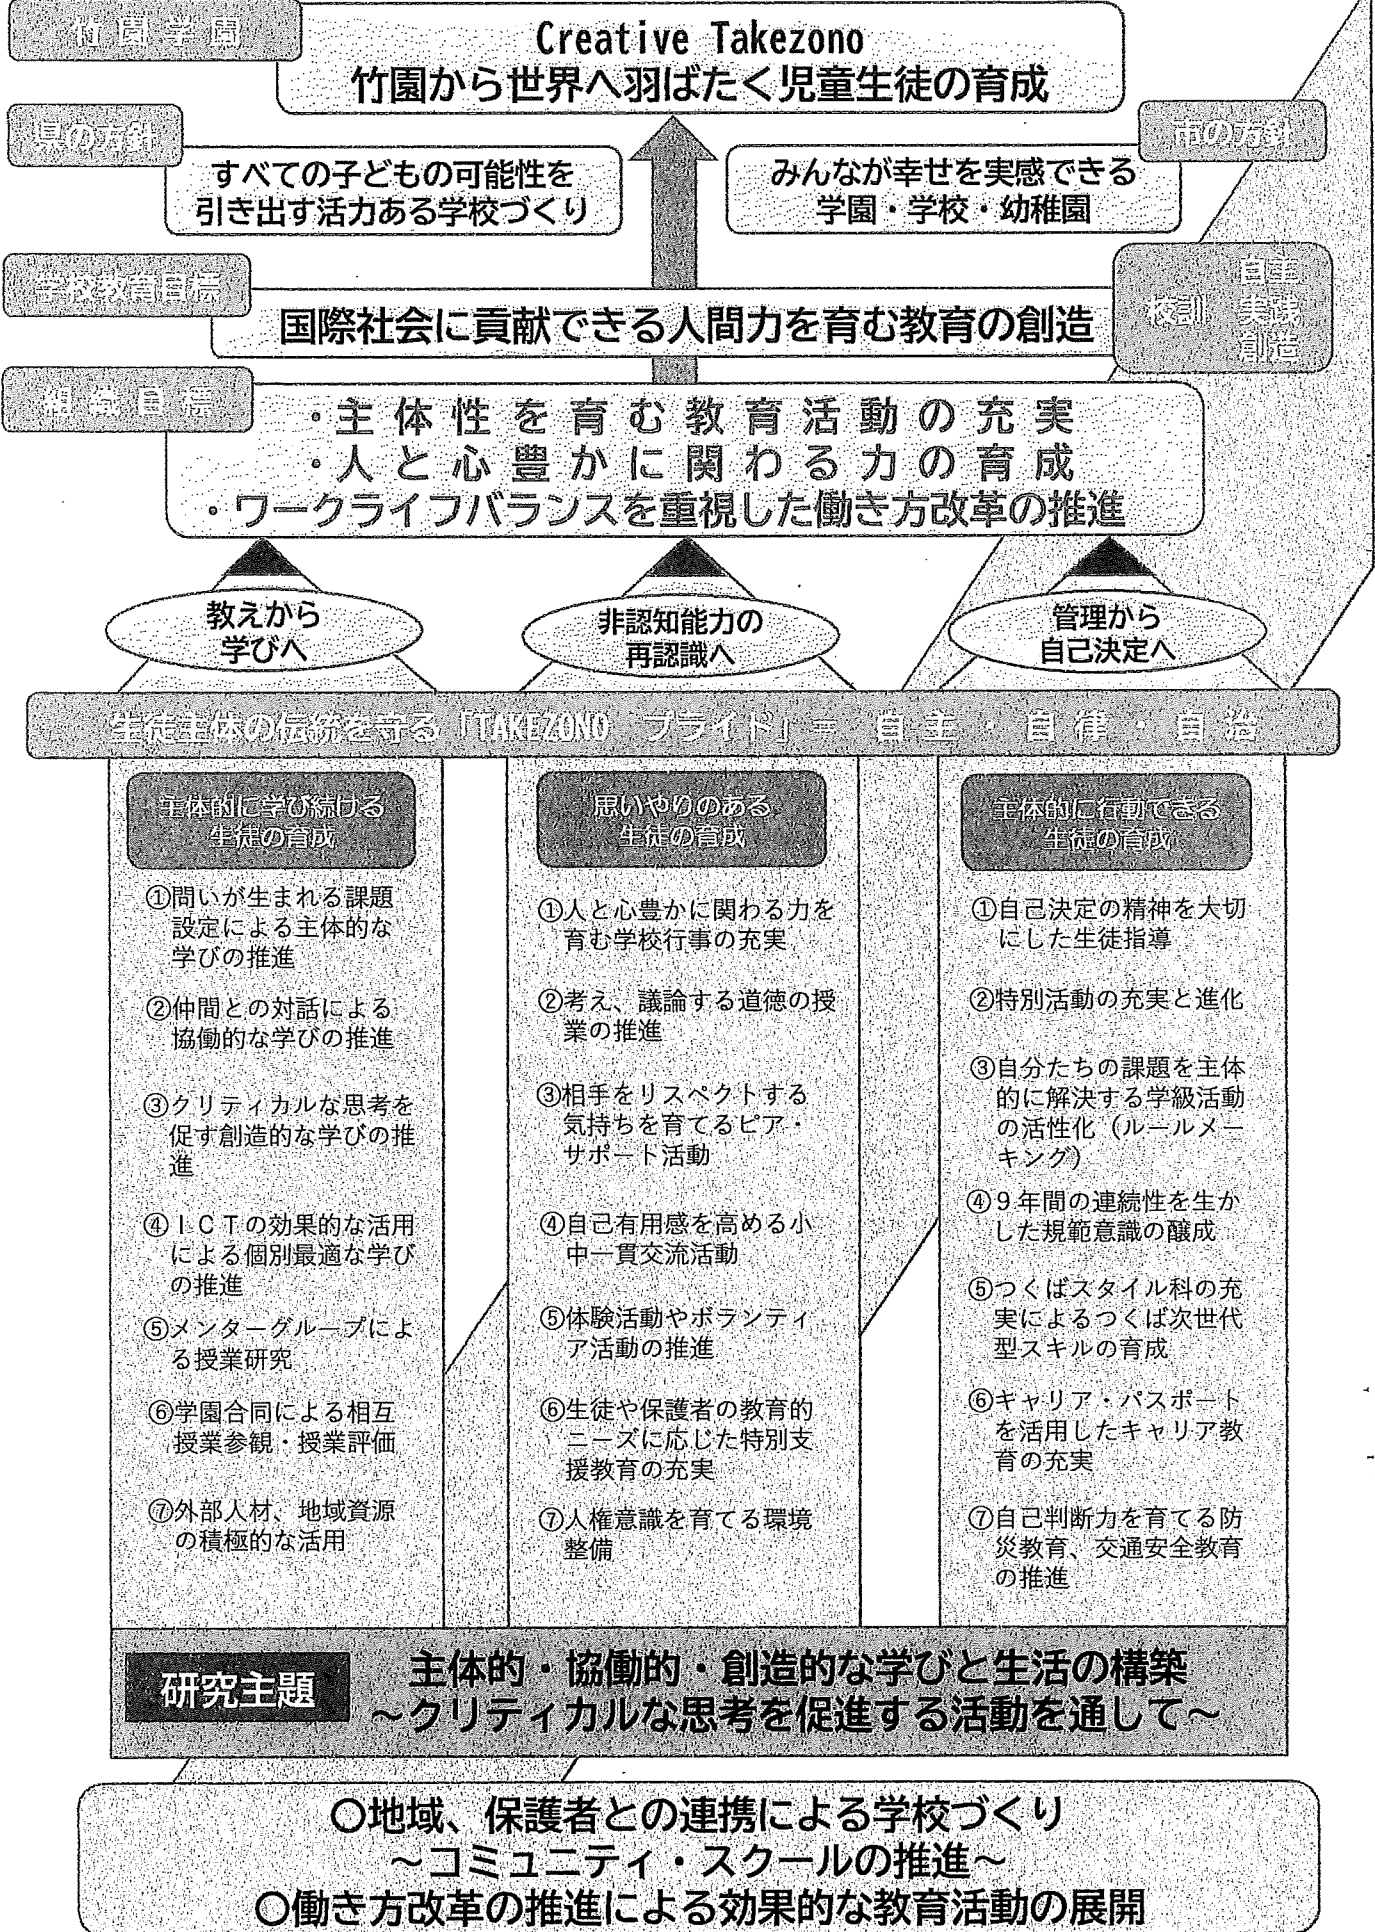 竹園学園
Creative Takezono
竹園から世界へ羽ばたく児童生徒の育成
県の方針
すべての子どもの可能性を
引き出す活力ある学校づくり
市の方針
みんなが幸せを実感できる
学園・学校・幼稚園
学校教育目標
国際社会に貢献できる人間力を育む教育の創造
校訓
自主
実践
創造
組織目標
・主体性を育む教育活動の充実
・人と心豊かに関わる力の育成
・ワークライフバランスを重視した働き方改革の推進
教えから
学びへ
非認知能力の
再認識へ
管理から
自己決定へ
生徒主体の伝統を守る「TAKEZONO プライド」= 自主・自律・自治
主体的に学び続ける
生徒の育成
①問いが生まれる課題
設定による主体的な
学びの推進
②仲間との対話による
協働的な学びの推進
③クリティカルな思考を
促す創造的な学びの推
進
④ＩＣＴの効果的な活用
による個別最適な学び
の推進
⑤メンターグループによ
る授業研究
⑥学園合同による相互
授業参観・授業評価
⑦外部人材、地域資源
の積極的な活用
思いやりのある
生徒の育成
①人と心豊かに関わる力を
育む学校行事の充実
②考え、議論する道徳の授
業の推進
③相手をリスペクトする
気持ちを育てるピア・
サポート活動
④自己有用感を高める小
中一貫交流活動
⑤体験活動やボランティ
ア活動の推進
⑥生徒や保護者の教育的
ニーズに応じた特別支
援教育の充実
⑦人権意識を育てる環境
整備
主体的に行動できる
生徒の育成
①自己決定の精神を大切
にした生徒指導
②特別活動の充実と進化
③自分たちの課題を主体
的に解決する学級活動
の活性化（ルールメー
キング）
④９年間の連続性を生か
した規範意識の醸成
⑤つくばスタイル科の充
実によるつくば次世代
型スキルの育成
⑥キャリア・パスポート
を活用したキャリア教
育の充実
⑦自己判断力を育てる防
災教育、交通安全教育
の推進
研究主題
主体的・協働的・創造的な学びと生活の構築
～クリティカルな思考を促進する活動を通して～
○地域、保護者との連携による学校づくり
～コミュニティ・スクールの推進～
○働き方改革の推進による効果的な教育活動の展開